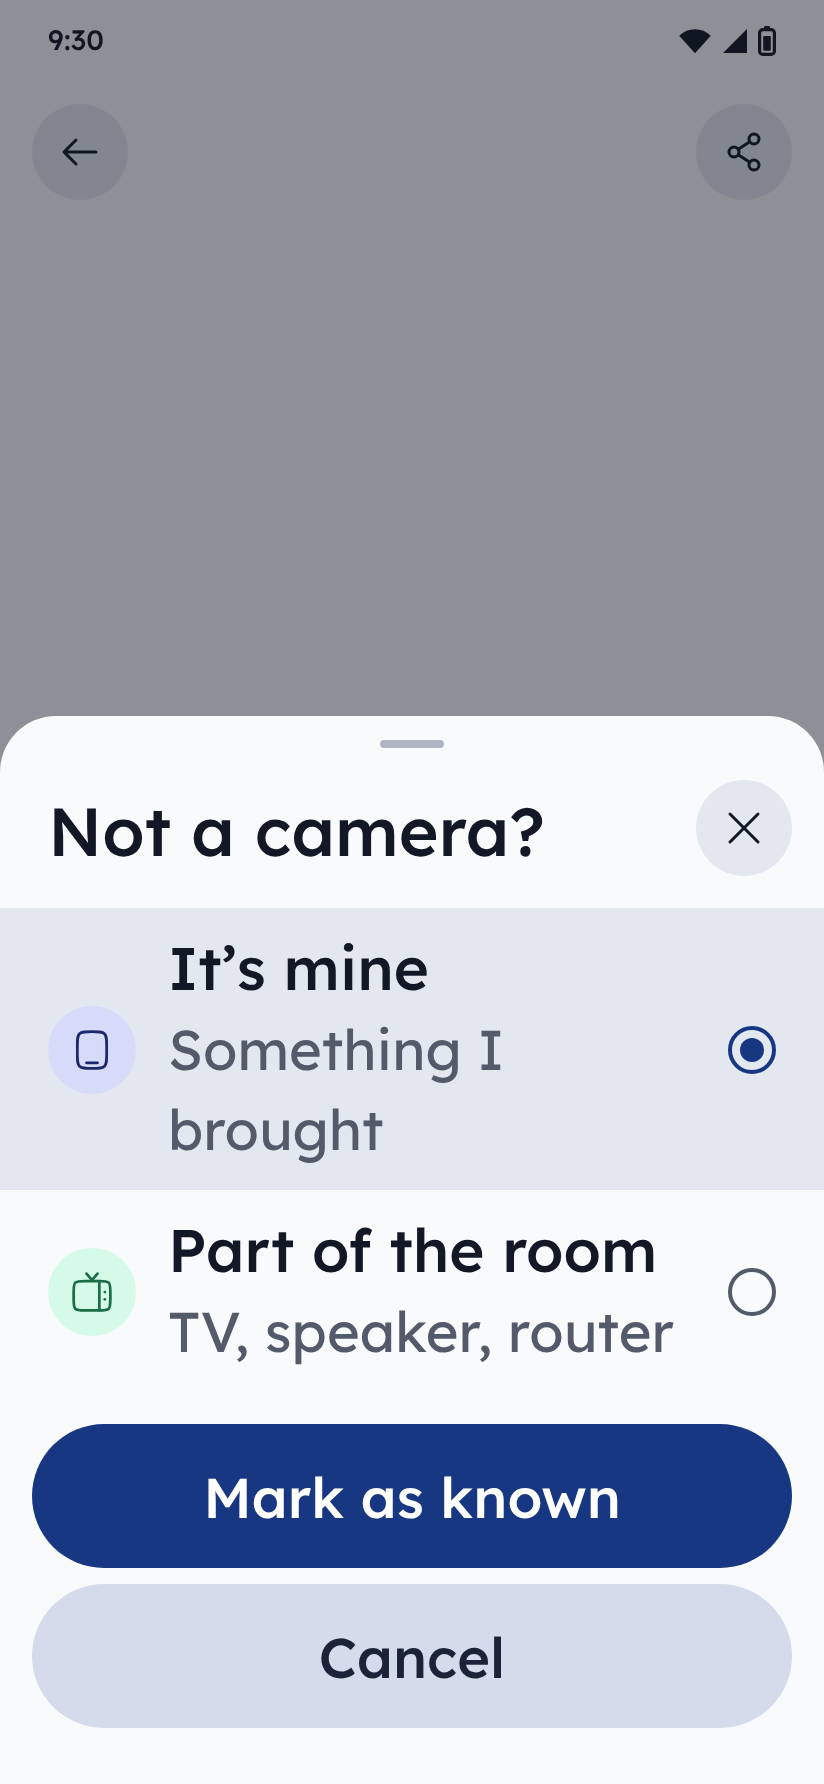 9:30
Not a camera?
It’s mine
Something I
brought
Part of the room
TV, speaker, router
Mark as known
Cancel